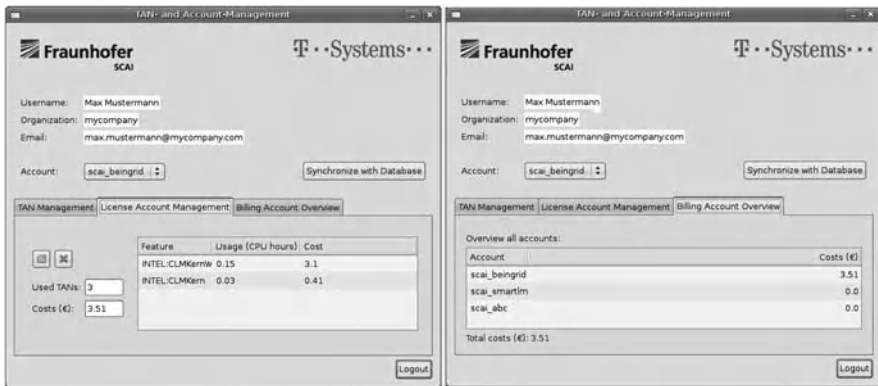 TAN- and Account-Management
Fraunhofer
SCAI
T··Systems···
Username: Max Mustermann
Organization: mycompany
Email: max.mustermann@mycompany.com
Account: scai_beingrid
Synchronize with Database
TAN Management License Account Management Billing Account Overview
Feature Usage (CPU hours) Cost
INTEL:CLMKernW 0.15 3.1
INTEL:CLMKern 0.03 0.41
Used TANs: 3
Costs (€): 3.51
Logout
TAN- and Account-Management
Fraunhofer
SCAI
T··Systems···
Username: Max Mustermann
Organization: mycompany
Email: max.mustermann@mycompany.com
Account: scai_beingrid
Synchronize with Database
TAN Management License Account Management Billing Account Overview
Overview all accounts:
Account Costs (€)
scai_beingrid 3.51
scai_smartlm 0.0
scai_abc 0.0
Total costs (€): 3.51
Logout